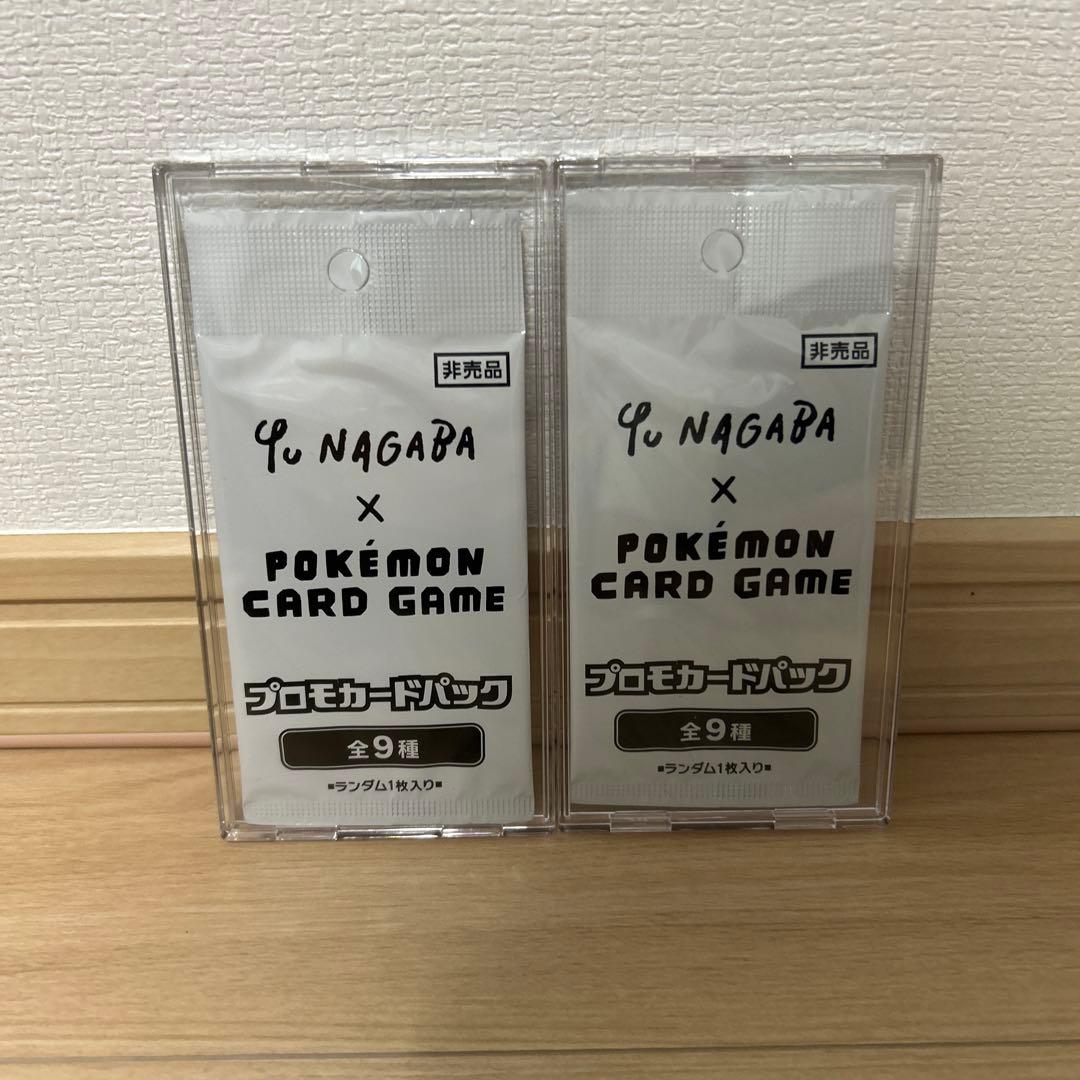 非売品
Yu NAGABA
×
POKÉMON
CARD GAME
プロモカードパック
全9種
■ランダム1枚入り■
非売品
Yu NAGABA
×
POKÉMON
CARD GAME
プロモカードパック
全9種
■ランダム1枚入り■